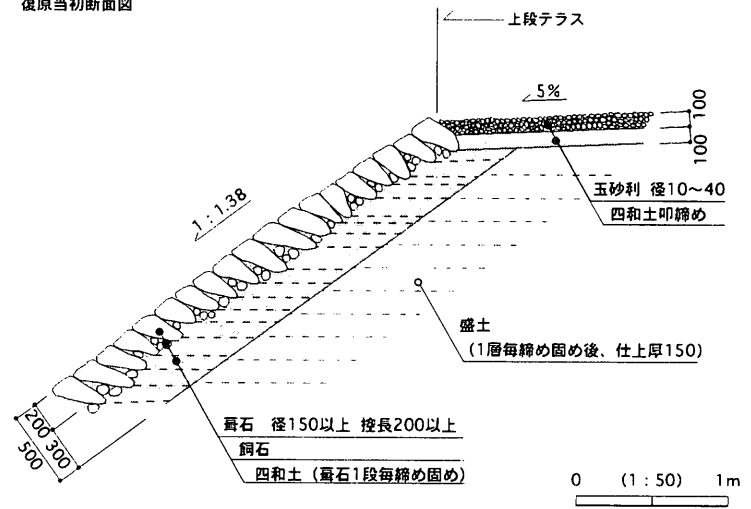 復原当初断面図
上段テラス
5%
100
100
玉砂利 径10～40
四和土叩締め
1：1.38
盛土
(1層毎締め固め後、仕上厚150)
200 300
500
葺石 径150以上 控長200以上
飼石
四和土 (葺石1段毎締め固め)
0 (1：50) 1m